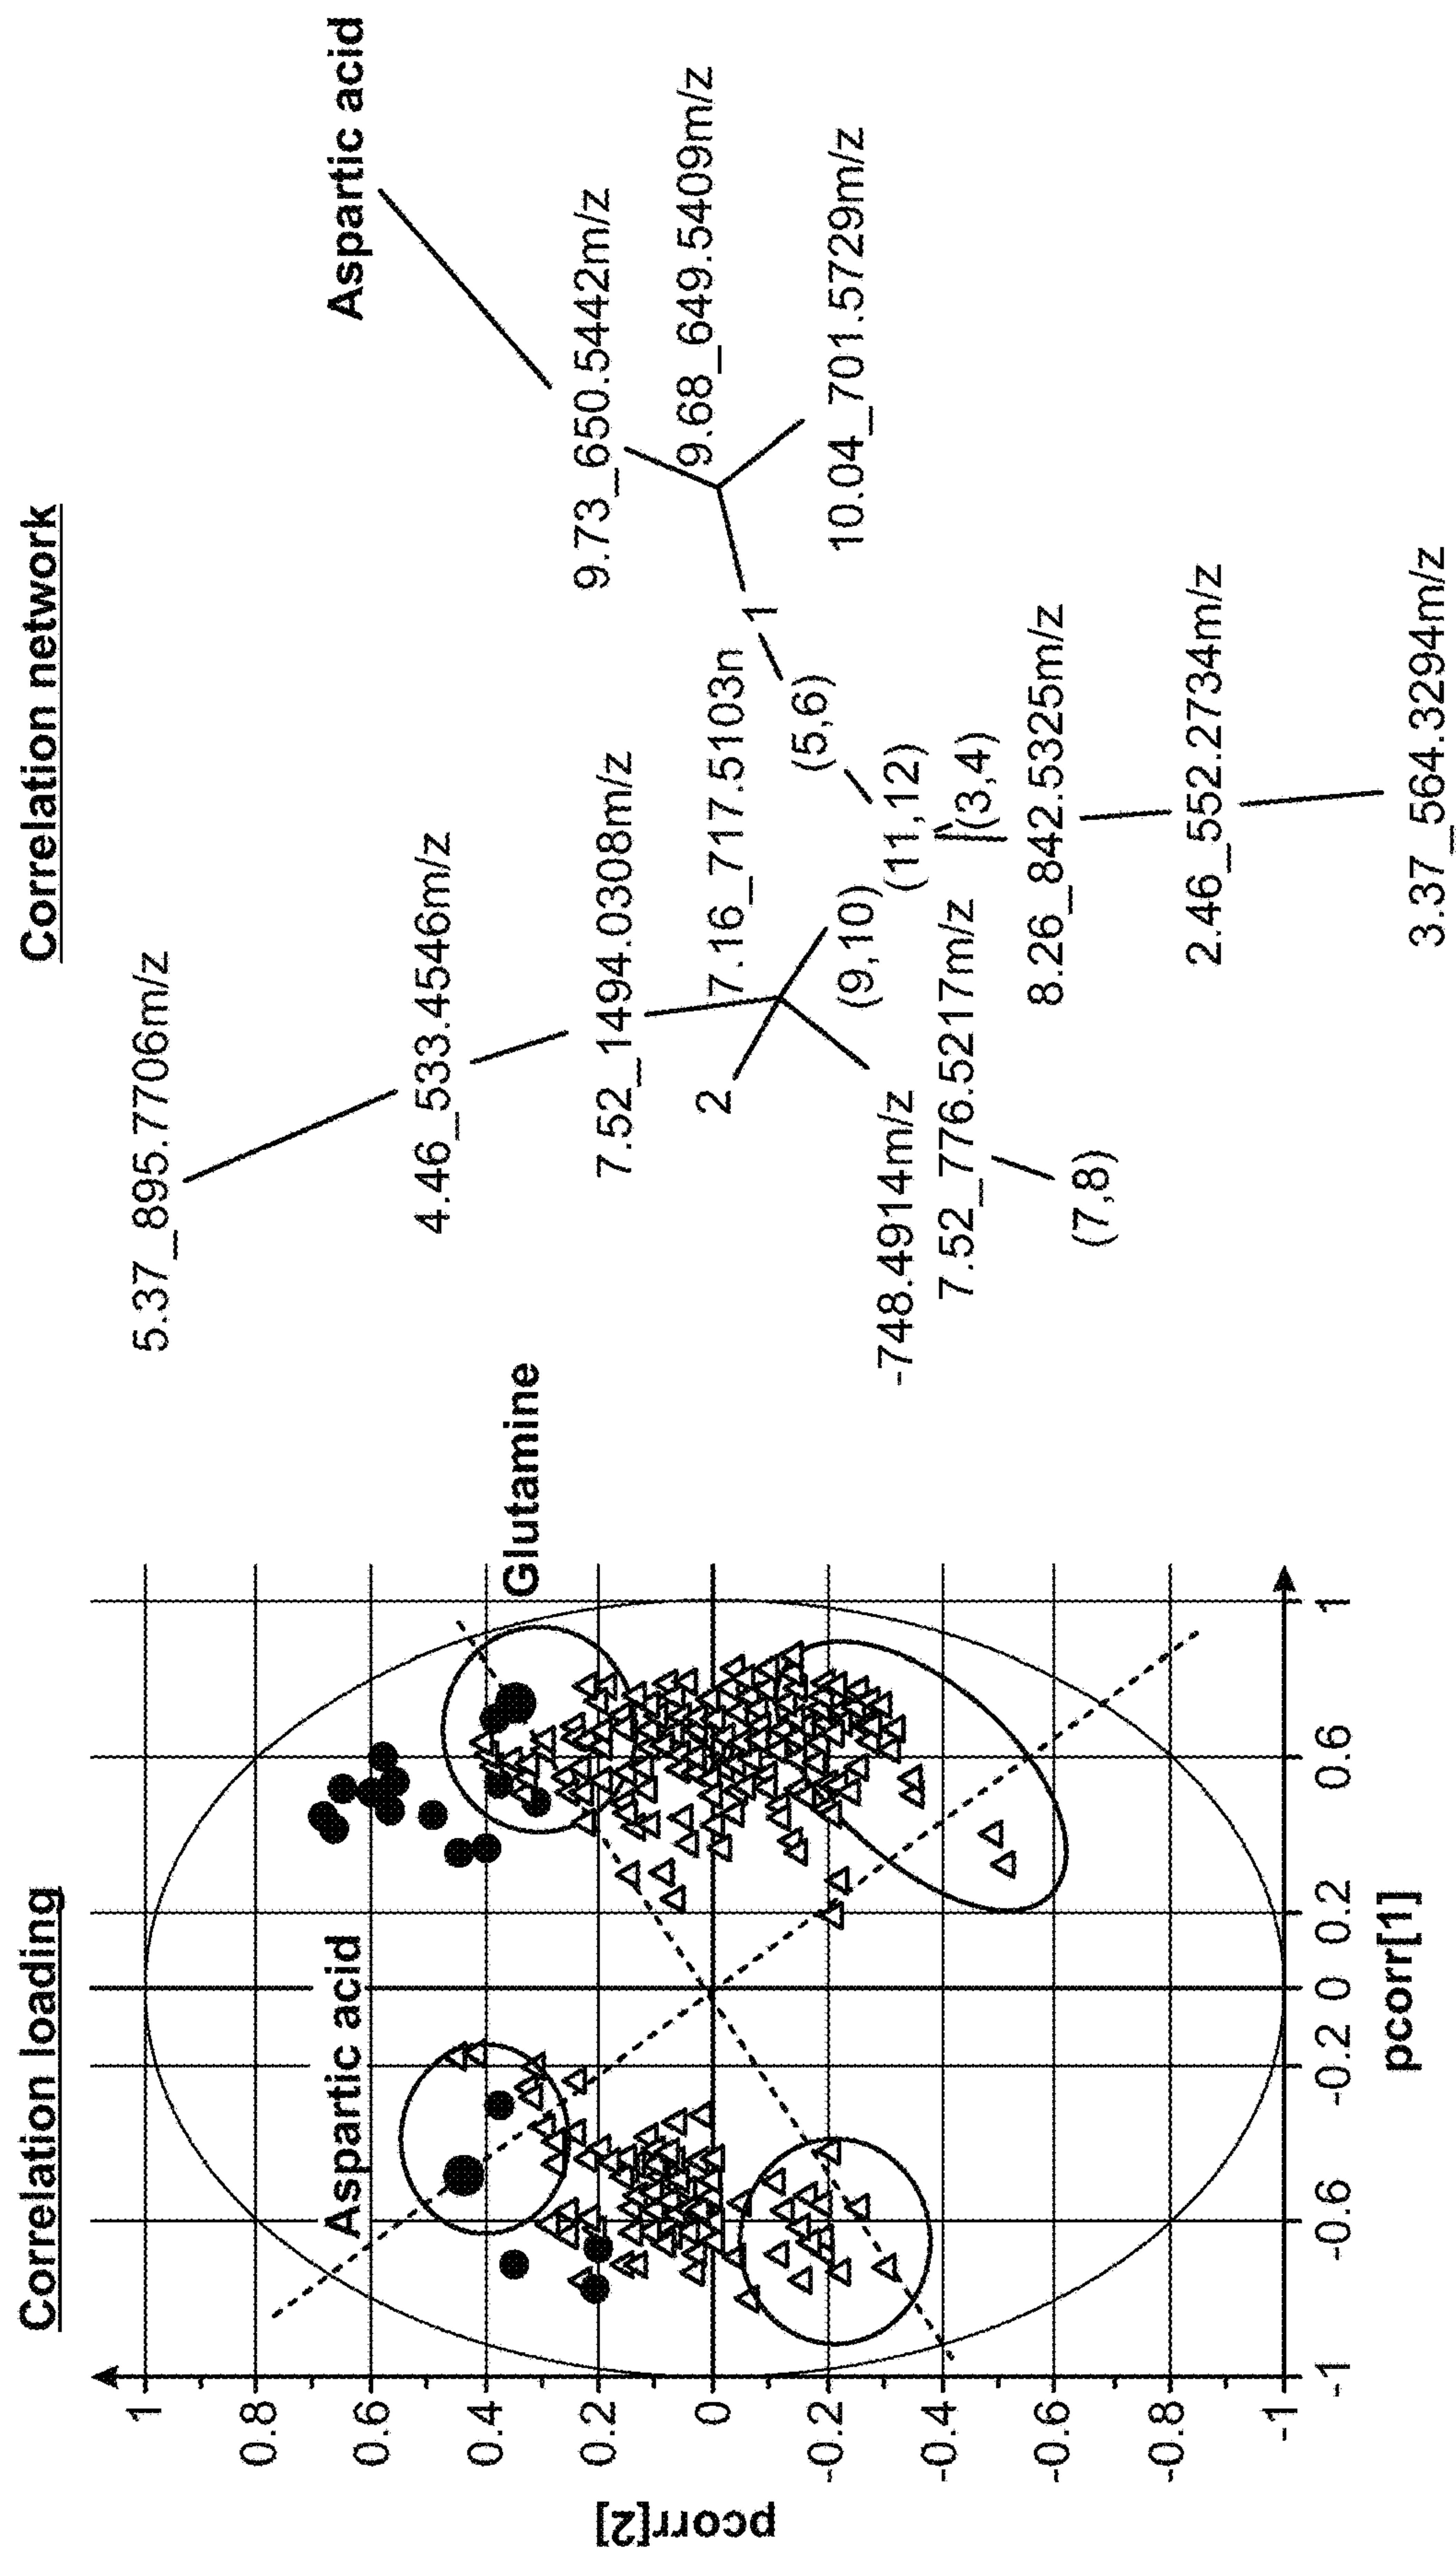 Correlation loading
Aspartic acid
Glutamine
pcorr[2]
1
0.8
0.6
0.4
0.2
0
-0.2
-0.4
-0.6
-0.8
-1
-1 -0.6 -0.2 0 0.2 0.6 1
pcorr[1]
Correlation network
5.37_895.7706m/z
Aspartic acid
4.46_533.4546m/z
9.73_650.5442m/z
7.52_1494.0308m/z
9.68_649.5409m/z
2
7.16_717.5103n
1
(5,6)
10.04_701.5729m/z
(9,10)
-748.4914m/z
(11,12)
7.52_776.5217m/z
(3,4)
8.26_842.5325m/z
(7,8)
2.46_552.2734m/z
3.37_564.3294m/z